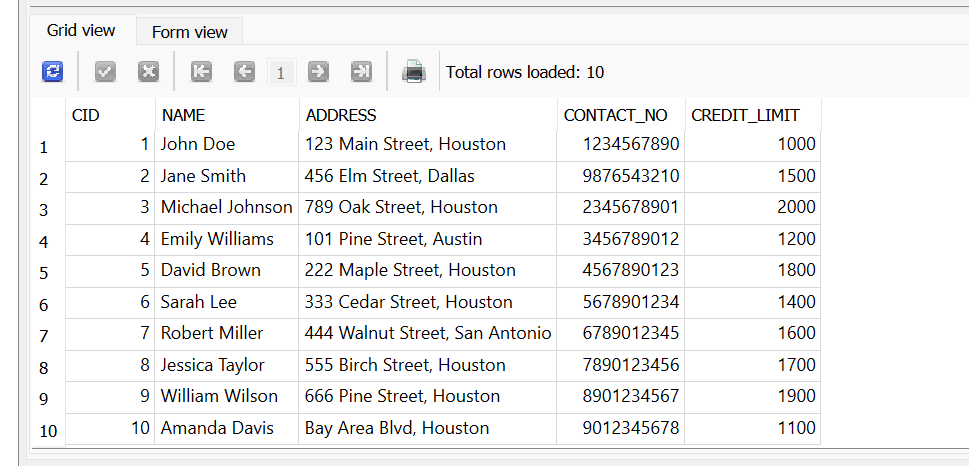 Grid view Form view
1 Total rows loaded: 10
CID NAME ADDRESS CONTACT_NO CREDIT_LIMIT
1 1 John Doe 123 Main Street, Houston 1234567890 1000
2 2 Jane Smith 456 Elm Street, Dallas 9876543210 1500
3 3 Michael Johnson 789 Oak Street, Houston 2345678901 2000
4 4 Emily Williams 101 Pine Street, Austin 3456789012 1200
5 5 David Brown 222 Maple Street, Houston 4567890123 1800
6 6 Sarah Lee 333 Cedar Street, Houston 5678901234 1400
7 7 Robert Miller 444 Walnut Street, San Antonio 6789012345 1600
8 8 Jessica Taylor 555 Birch Street, Houston 7890123456 1700
9 9 William Wilson 666 Pine Street, Houston 8901234567 1900
10 10 Amanda Davis Bay Area Blvd, Houston 9012345678 1100